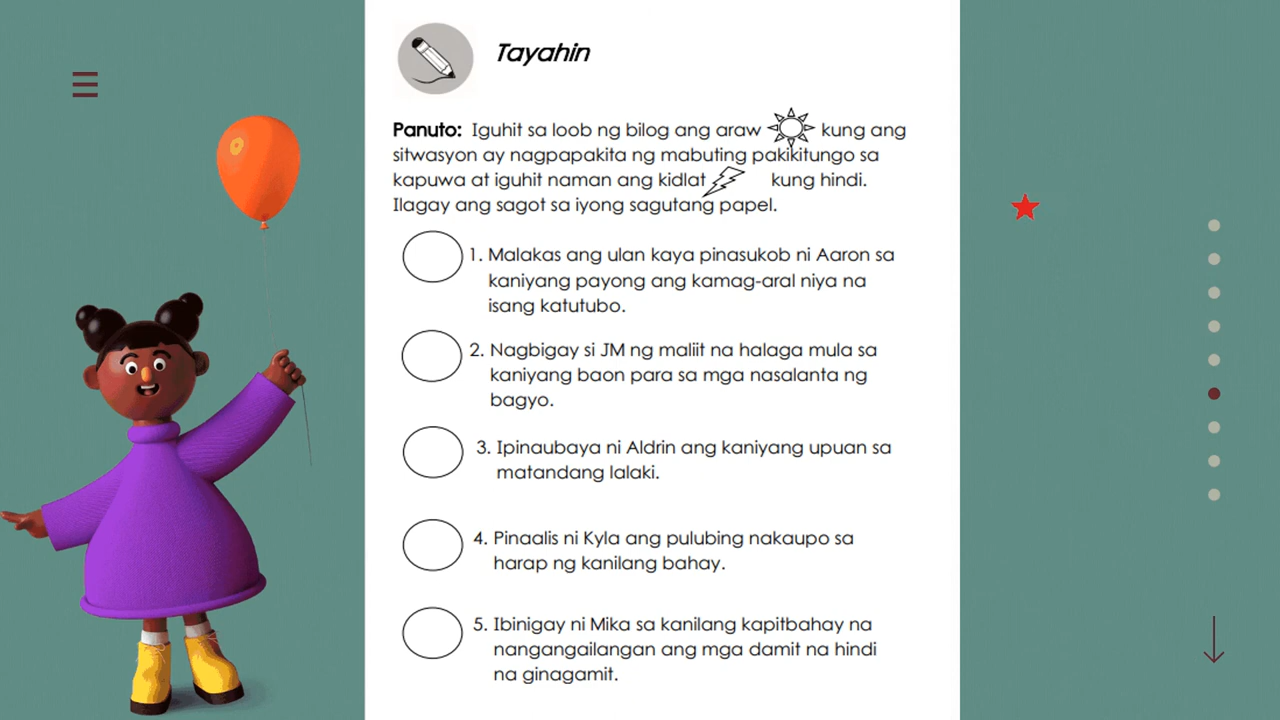 Tayahin
Panuto: Iguhit sa loob ng bilog ang araw kung ang
sitwasyon ay nagpapakita ng mabuting pakikitungo sa
kapuwa at iguhit naman ang kidlat kung hindi.
Ilagay ang sagot sa iyong sagutang papel.
1. Malakas ang ulan kaya pinasukob ni Aaron sa
kaniyang payong ang kamag-aral niya na
isang katutubo.
2. Nagbigay si JM ng maliit na halaga mula sa
kaniyang baon para sa mga nasalanta ng
bagyo.
3. Ipinaubaya ni Aldrin ang kaniyang upuan sa
matandang lalaki.
4. Pinaalis ni Kyla ang pulubing nakaupo sa
harap ng kanilang bahay.
5. Ibinigay ni Mika sa kanilang kapitbahay na
nangangailangan ang mga damit na hindi
na ginagamit.